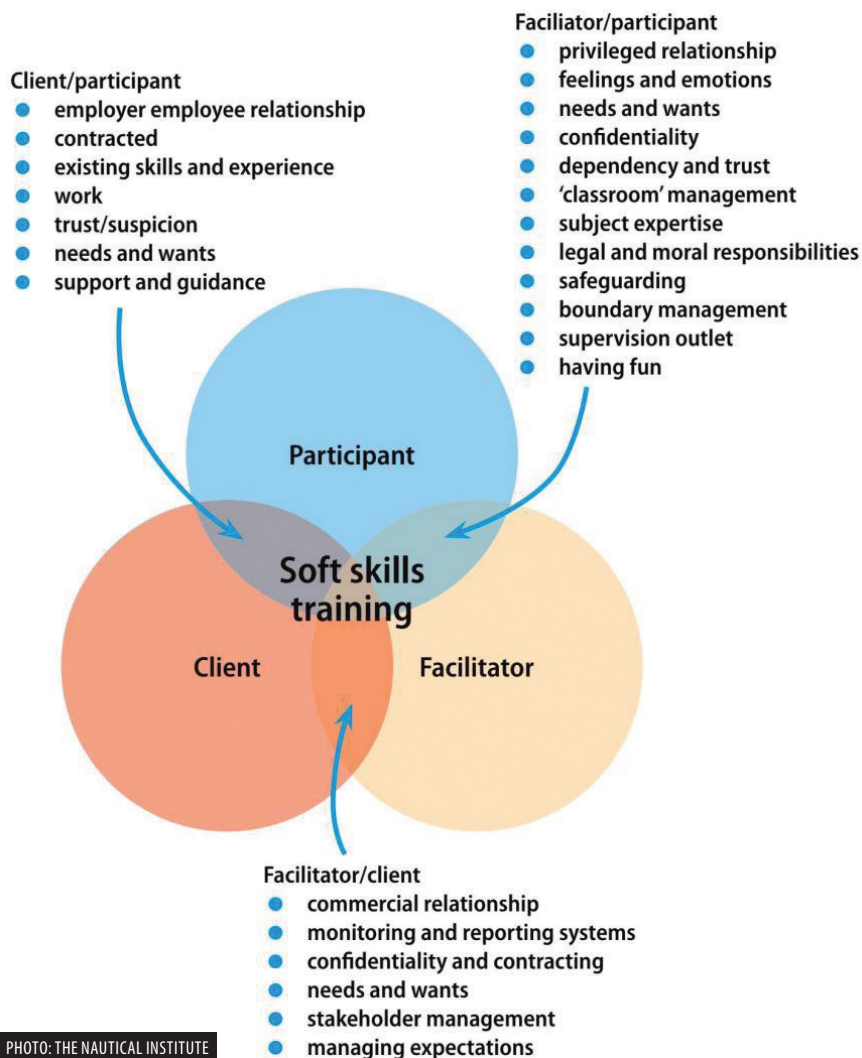 Client/participant
employer employee relationship
contracted
existing skills and experience
work
trust/suspicion
needs and wants
support and guidance
Faciliator/participant
privileged relationship
feelings and emotions
needs and wants
confidentiality
dependency and trust
‘classroom’ management
subject expertise
legal and moral responsibilities
safeguarding
boundary management
supervision outlet
having fun
Participant
Soft skills
training
Client
Facilitator
Facilitator/client
commercial relationship
monitoring and reporting systems
confidentiality and contracting
needs and wants
stakeholder management
managing expectations
PHOTO: THE NAUTICAL INSTITUTE